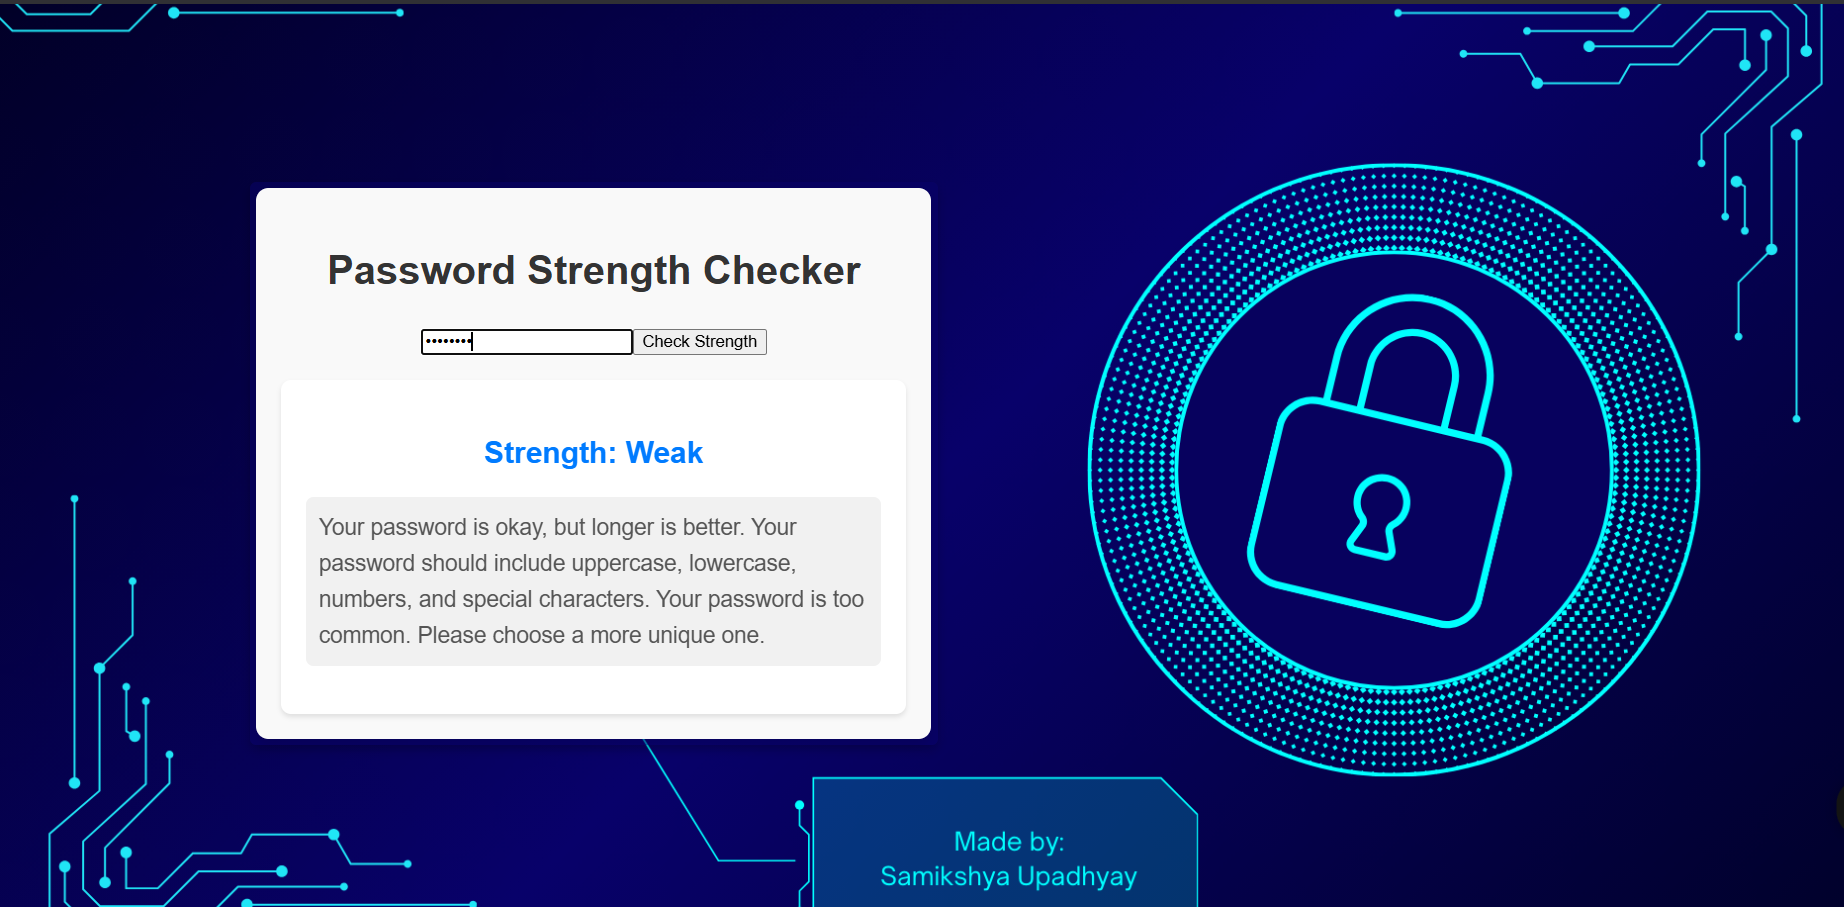 Password Strength Checker
•••••••• Check Strength
Strength: Weak
Your password is okay, but longer is better. Your
password should include uppercase, lowercase,
numbers, and special characters. Your password is too
common. Please choose a more unique one.
Made by:
Samikshya Upadhyay